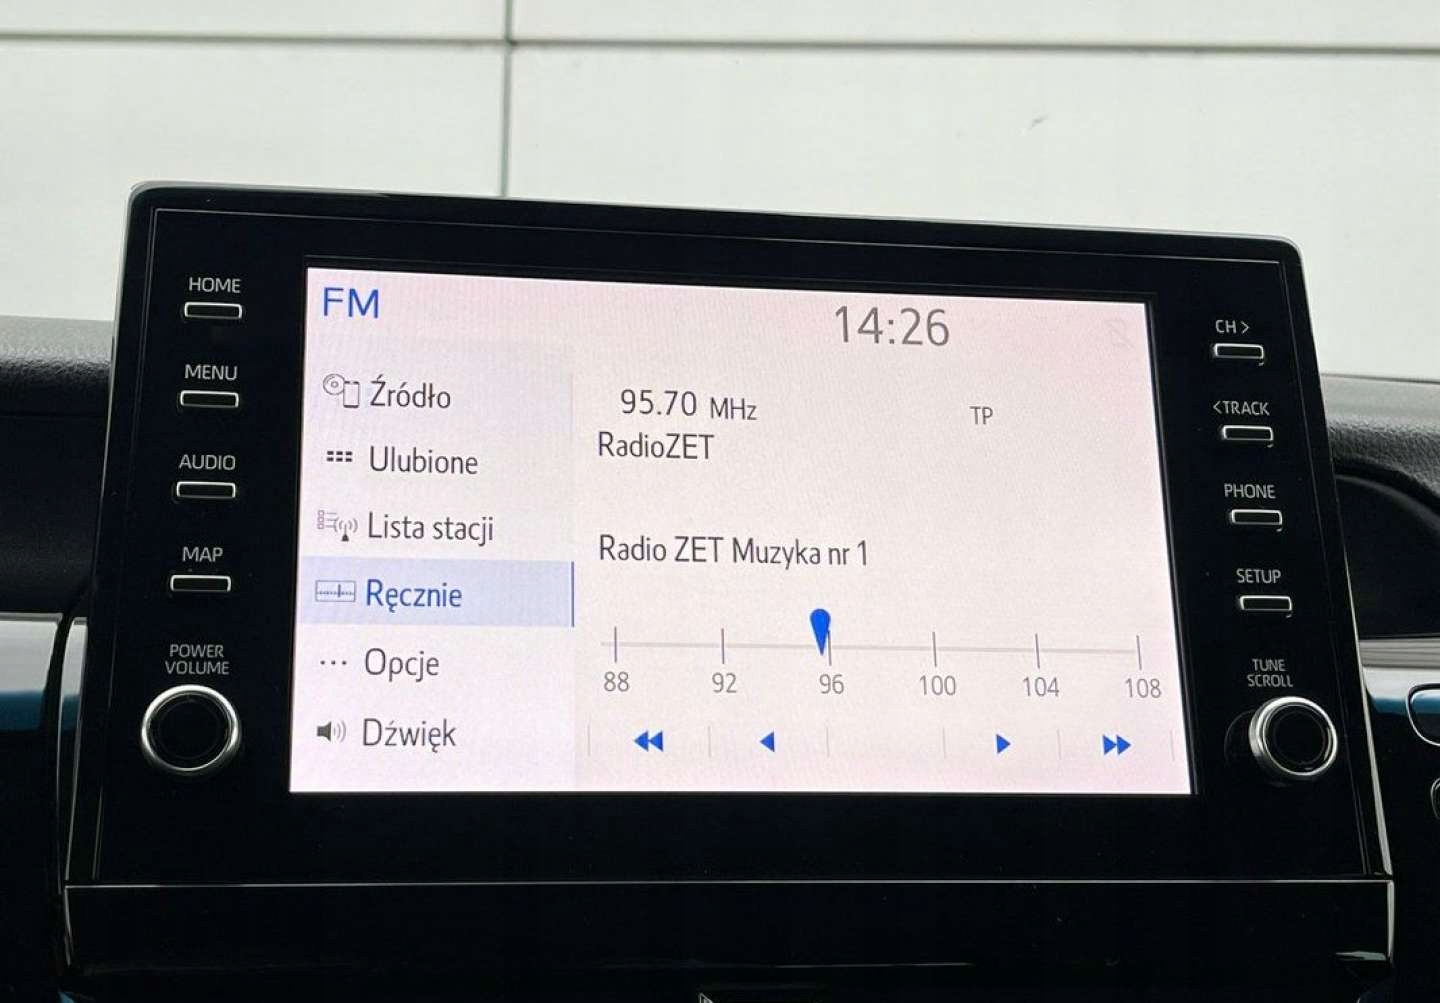 HOME
MENU
AUDIO
MAP
POWER
VOLUME
FM
14:26
Źródło
Ulubione
Lista stacji
Ręcznie
Opcje
Dźwięk
95.70 MHz
TP
RadioZET
Radio ZET Muzyka nr 1
88 92 96 100 104 108
CH >
<TRACK
PHONE
SETUP
TUNE
SCROLL